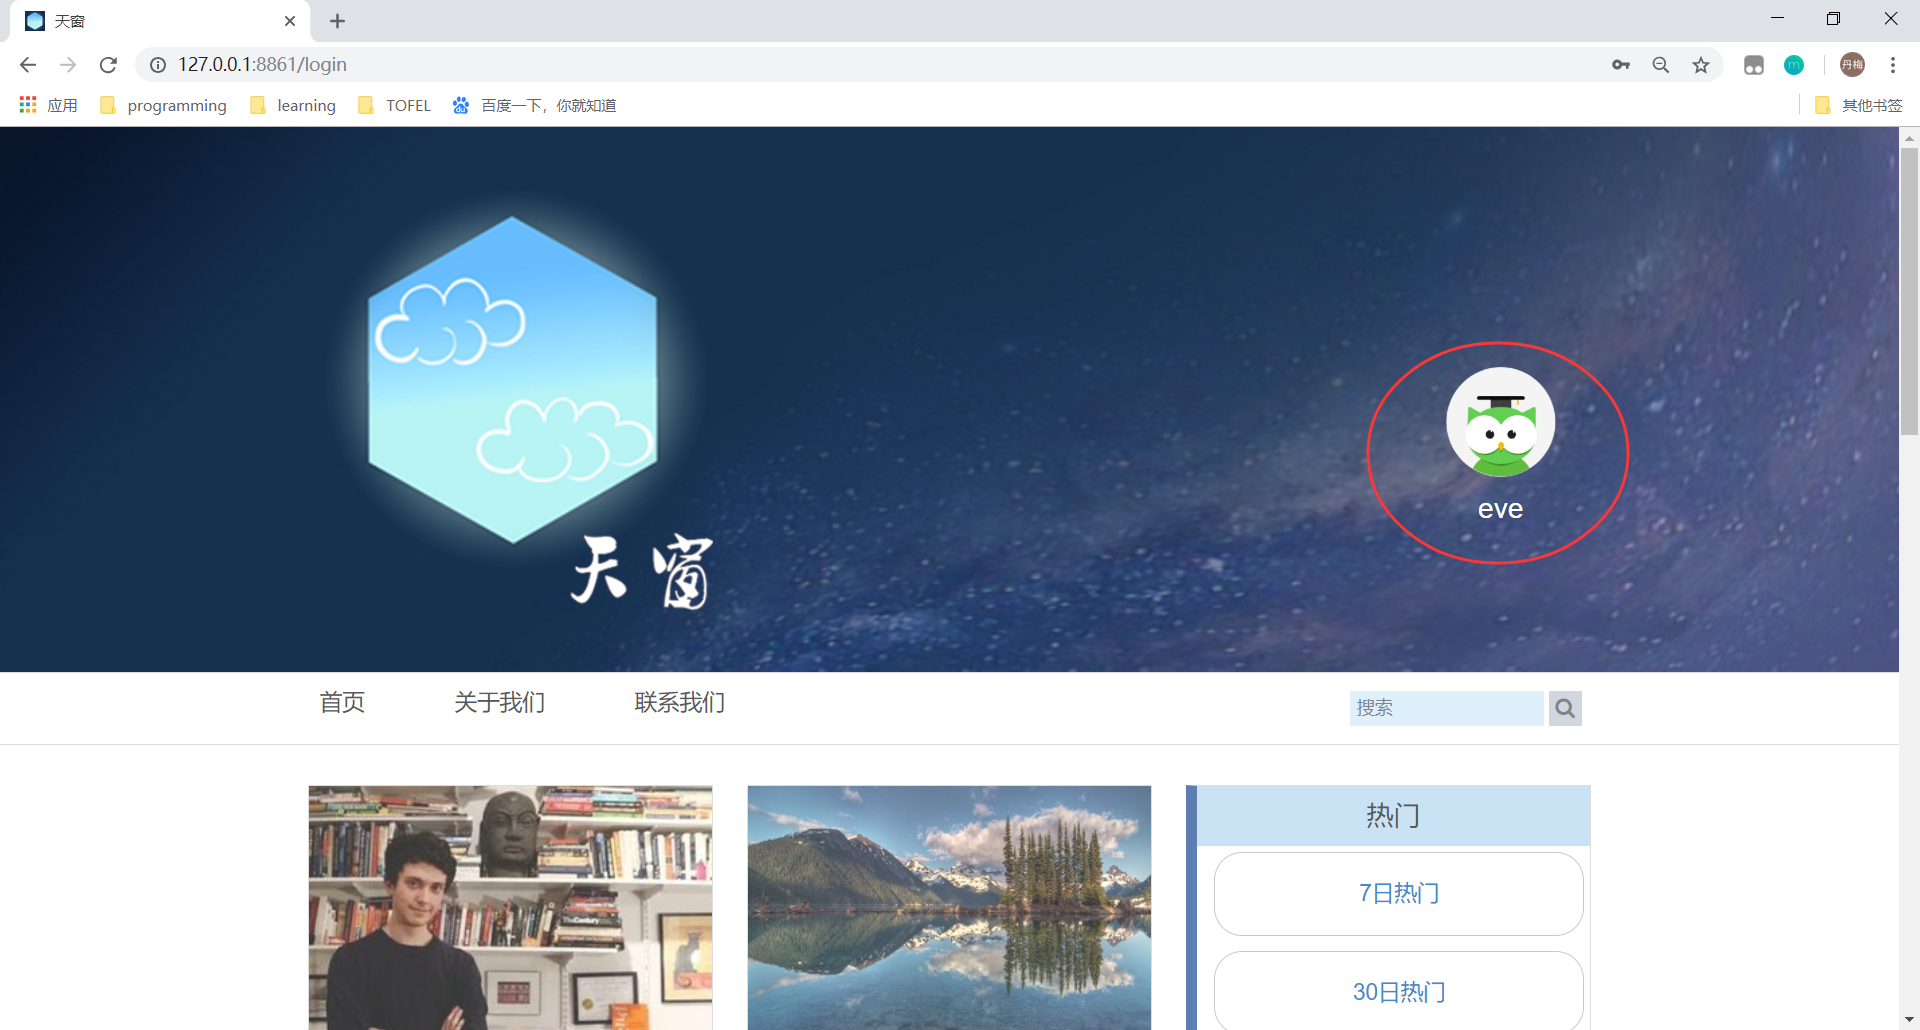 天窗
127.0.0.1:8861/login
丹梅
应用 programming learning TOFEL 百度一下，你就知道 其他书签
eve
天窗
首页 关于我们 联系我们 搜索
热门
7日热门
30日热门